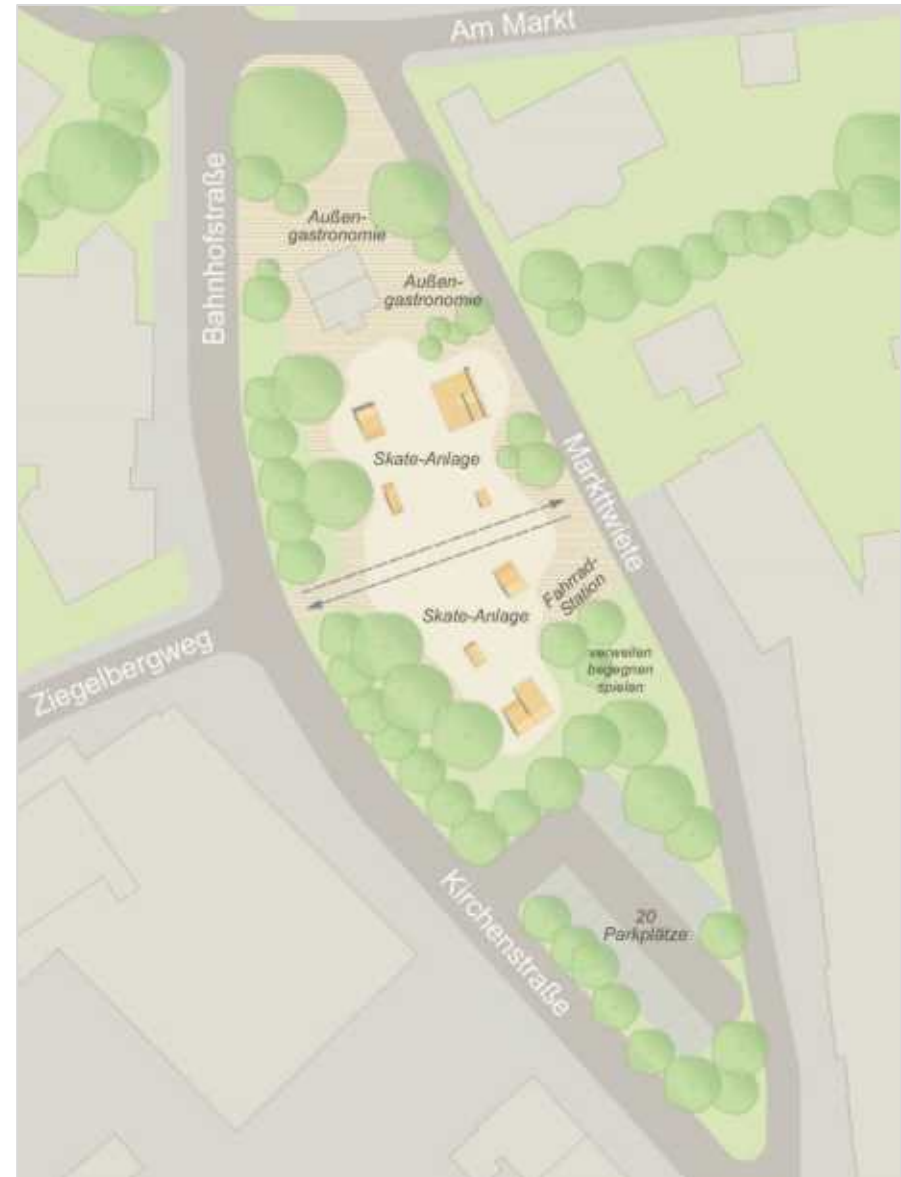 Am Markt
Bahnhofstraße
Außen-
gastronomie
Außen-
gastronomie
Skate-Anlage
Markttwiete
Skate-Anlage
Fahrrad-
Station
Ziegelbergweg
verweilen
begegnen
spielen
Kirchenstraße
20
Parkplätze